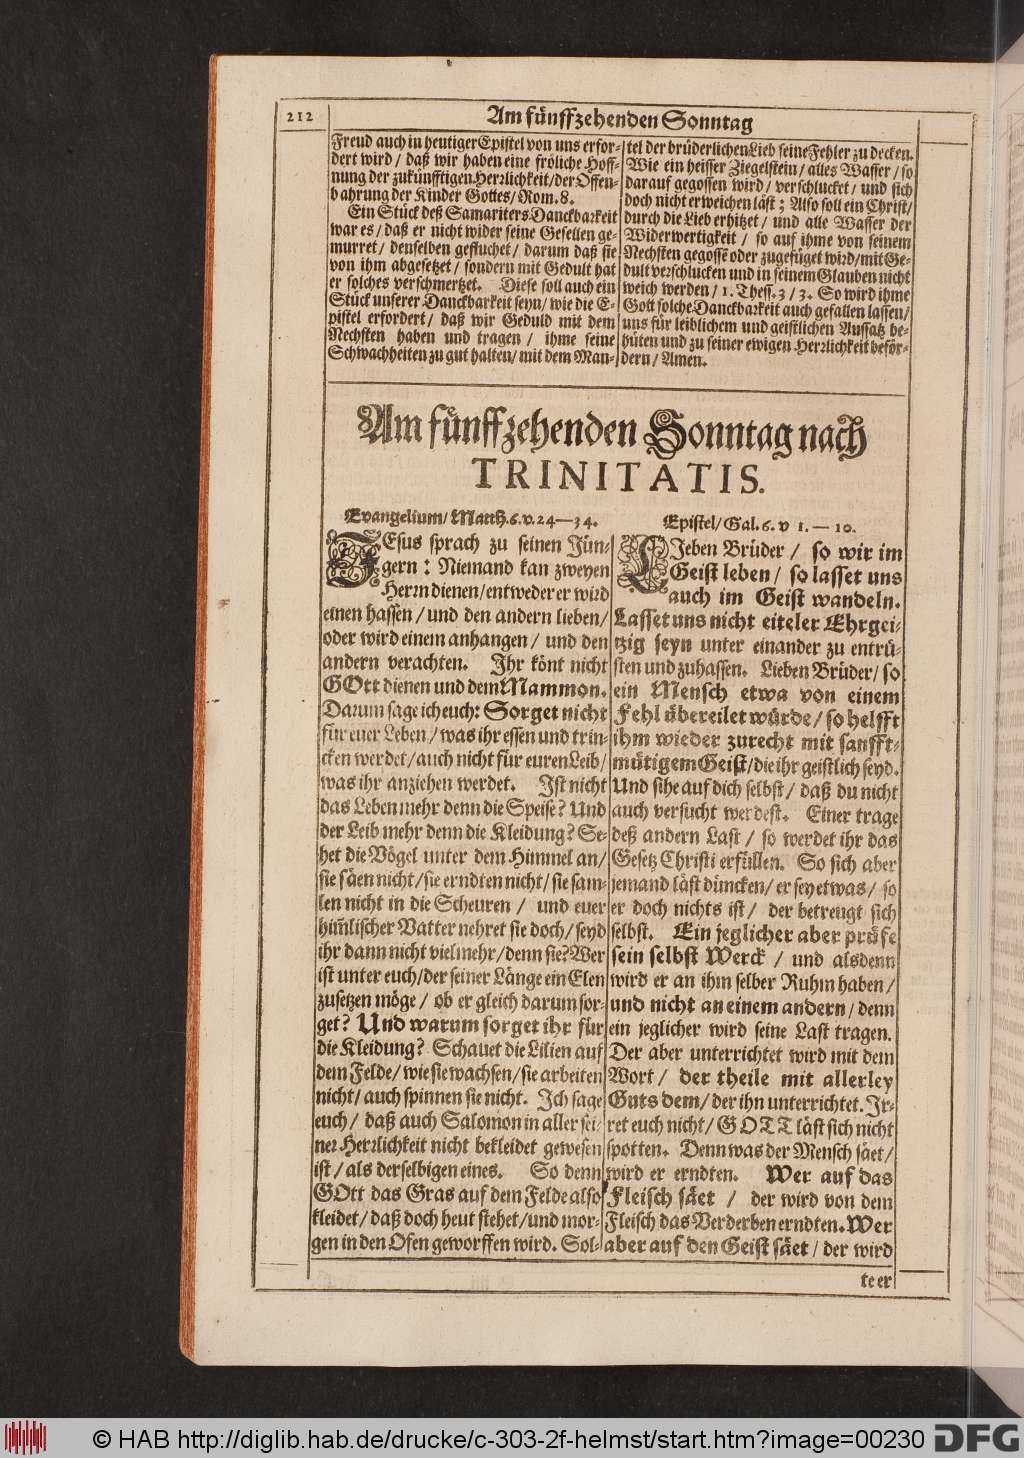 212
Am fünffzehenden Sonntag
Freud auch in heutiger Epistel von uns erfor-
dert wird / daß wir haben eine fröliche Hoff-
nung der zukünfftigen Herrlichkeit / der Offen-
bahrung der Kinder Gottes / Rom. 8.
Ein Stück deß Samariters Danckbarkeit
war es / daß er nicht wider seine Gesellen ge-
murret / denselben gefluchet / darum daß sie
von ihm abgesetzet / sondern mit Gedult hat
er solches verschmertzet. Diese soll auch ein
Stück unserer Danckbarkeit seyn / wie die E-
pistel erfordert / daß wir Geduld mit dem
Nechsten haben und tragen / ihme seine
Schwachheiten zu gut halten / mit dem Man-
tel der brüderlichen Lieb seine Fehler zu decken.
Wie ein heisser Ziegelstein / alles Wasser / so
darauf gegossen wird / verschlucket / und sich
doch nicht erweichen läst : Also soll ein Christ /
durch die Lieb erhitzet / und alle Wasser der
Widerwertigkeit / so auf ihme von seinem
Nechsten gegossē oder zugefüget wird / mit Ge-
dult verschlucken und in seinem Glauben nicht
weich werden / 1. Thess. 3 / 3. So wird ihme
Gott solche Danckbarkeit auch gefallen lassen /
uns für leiblichem und geistlichen Aussatz be-
hüten und zu seiner ewigen Herrlichkeit beför-
dern / Amen.
Am fünffzehenden Sonntag nach
TRINITATIS.
Evangelium / Matth. 6. v. 24—34.
JEsus sprach zu seinen Jün-
gern : Niemand kan zweyen
Herrn dienen / entweder er wird
einen hassen / und den andern lieben /
oder wird einem anhangen / und den
andern verachten. Ihr könt nicht
GOtt dienen und dem Mammon.
Darum sage ich euch : Sorget nicht
für euer Leben / was ihr essen und trin-
cken werdet / auch nicht für euren Leib /
was ihr anziehen werdet. Ist nicht
das Leben mehr denn die Speise ? Und
der Leib mehr denn die Kleidung ? Se-
het die Vögel unter dem Himmel an /
sie säen nicht / sie erndten nicht / sie sam-
len nicht in die Scheuren / und euer
him̃lischer Vatter nehret sie doch / seyd
ihr dann nicht vielmehr / denn sie ? Wer
ist unter euch / der seiner Länge ein Elen
zusetzen möge / ob er gleich darum sor-
get ? Und warum sorget ihr für
die Kleidung ? Schauet die Lilien auf
dem Felde / wie sie wachsen / sie arbeiten
nicht / auch spinnen sie nicht. Ich sage
euch / daß auch Salomon in aller sei-
ner Herrlichkeit nicht bekleidet gewesen
ist / als derselbigen eines. So denn
GOtt das Gras auf dem Felde also
kleidet / daß doch heut stehet / und mor-
gen in den Ofen geworffen wird. Sol-
Epistel / Gal. 6. v 1. — 10.
LIeben Brüder / so wir im
Geist leben / so lasset uns
auch im Geist wandeln.
Lasset uns nicht eiteler Ehrgei-
tzig seyn unter einander zu entrü-
sten und zuhassen. Lieben Brüder / so
ein Mensch etwa von einem
Fehl übereilet würde / so helfft
ihm wieder zurecht mit sanfft-
mütigem Geist / die ihr geistlich seyd.
Und sihe auf dich selbst / daß du nicht
auch versucht werdest. Einer trage
deß andern Last / so werdet ihr das
Gesetz Christi erfüllen. So sich aber
jemand läst düncken / er sey etwas / so
er doch nichts ist / der betreugt sich
selbst. Ein jeglicher aber prüfe
sein selbst Werck / und alsdenn
wird er an ihm selber Ruhm haben /
und nicht an einem andern / denn
ein jeglicher wird seine Last tragen.
Der aber unterrichtet wird mit dem
Wort / der theile mit allerley
Guts dem / der ihn unterrichtet. Ir-
ret euch nicht / GOTT läst sich nicht
spotten. Denn was der Mensch säet /
wird er erndten. Wer auf das
Fleisch säet / der wird von dem
Fleisch das Verderben erndten. Wer
aber auf den Geist säet / der wird
te er
© HAB http://diglib.hab.de/drucke/c-303-2f-helmst/start.htm?image=00230
DFG